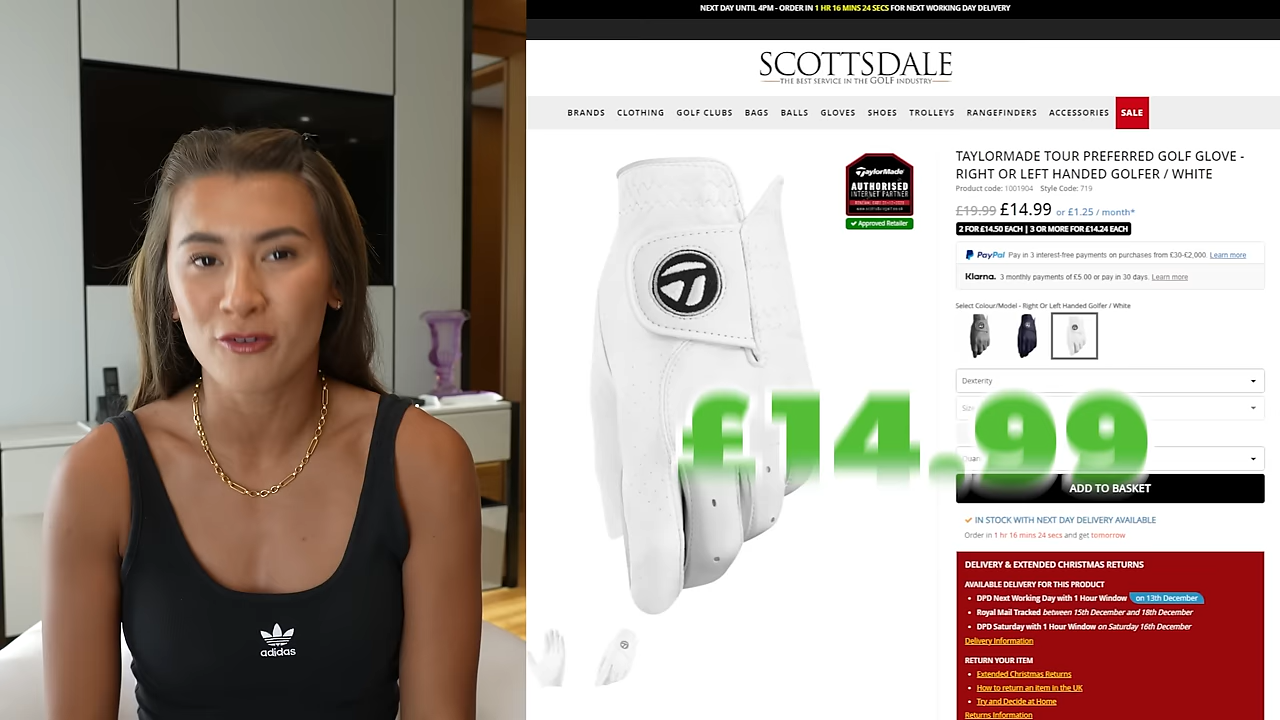 NEXT DAY UNTIL 4PM - ORDER IN 1 HR 16 MINS 24 SECS FOR NEXT WORKING DAY DELIVERY
SCOTTSDALE
THE BEST SERVICE IN THE GOLF INDUSTRY
BRANDS CLOTHING GOLF CLUBS BAGS BALLS GLOVES SHOES TROLLEYS RANGEFINDERS ACCESSORIES SALE
TaylorMade
AUTHORISED
INTERNET PARTNER
Approved Retailer
TAYLORMADE TOUR PREFERRED GOLF GLOVE -
RIGHT OR LEFT HANDED GOLFER / WHITE
Product code: 1001904 Style Code: 719
£19.99 £14.99 or £1.25 / month*
2 FOR £14.50 EACH | 3 OR MORE FOR £14.24 EACH
PayPal Pay in 3 interest-free payments on purchases from £30-£2,000. Learn more
Klarna. 3 monthly payments of £5.00 or pay in 30 days. Learn more
Select Colour/Model - Right Or Left Handed Golfer / White
Dexterity
£14.99
ADD TO BASKET
IN STOCK WITH NEXT DAY DELIVERY AVAILABLE
Order in 1 hr 16 mins 24 secs and get tomorrow
DELIVERY & EXTENDED CHRISTMAS RETURNS
AVAILABLE DELIVERY FOR THIS PRODUCT
DPD Next Working Day with 1 Hour Window on 13th December
Royal Mail Tracked between 15th December and 18th December
DPD Saturday with 1 Hour Window on Saturday 16th December
Delivery Information
RETURN YOUR ITEM
Extended Christmas Returns
How to return an item in the UK
Try and Decide at Home
Returns Information
adidas